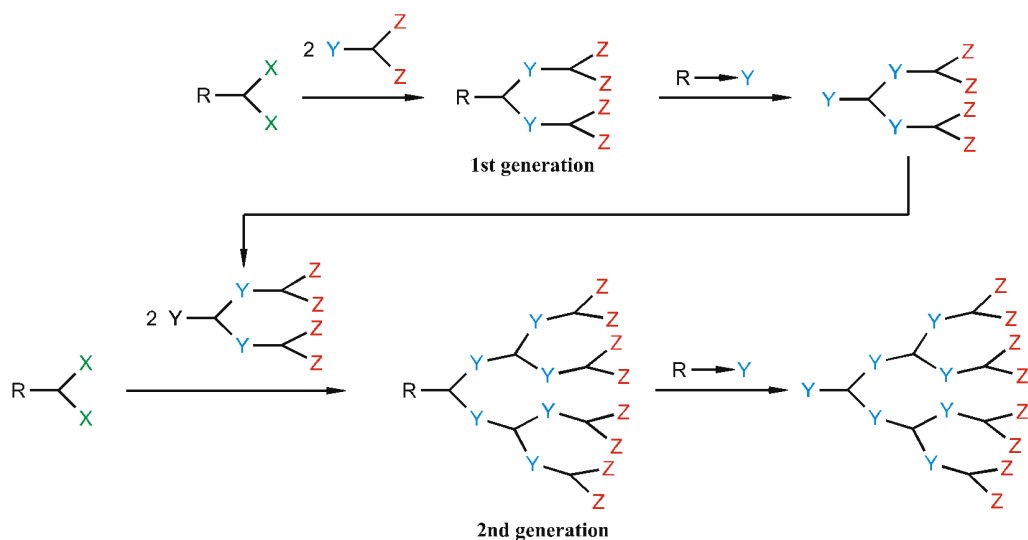 2 Y Z Z
R X X
R Y Z Z Y Z Z
R Y
Y Y Z Z Y Z Z
1st generation
2 Y Y Z Z Y Z Z
R X X
R Y Y Z Z Y Z Z Y Y Z Z Y Z Z
R Y
Y Y Y Z Z Y Z Z Y Y Z Z Y Z Z
2nd generation